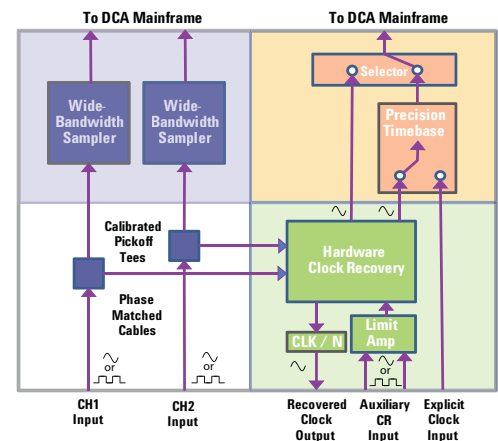 To DCA Mainframe
To DCA Mainframe
Wide-
Bandwidth
Sampler
Wide-
Bandwidth
Sampler
Selector
Precision
Timebase
Calibrated
Pickoff
Tees
Phase
Matched
Cables
Hardware
Clock Recovery
CLK / N
Limit
Amp
or
or
or
CH1
Input
CH2
Input
Recovered
Clock
Output
Auxiliary
CR
Input
Explicit
Clock
Input